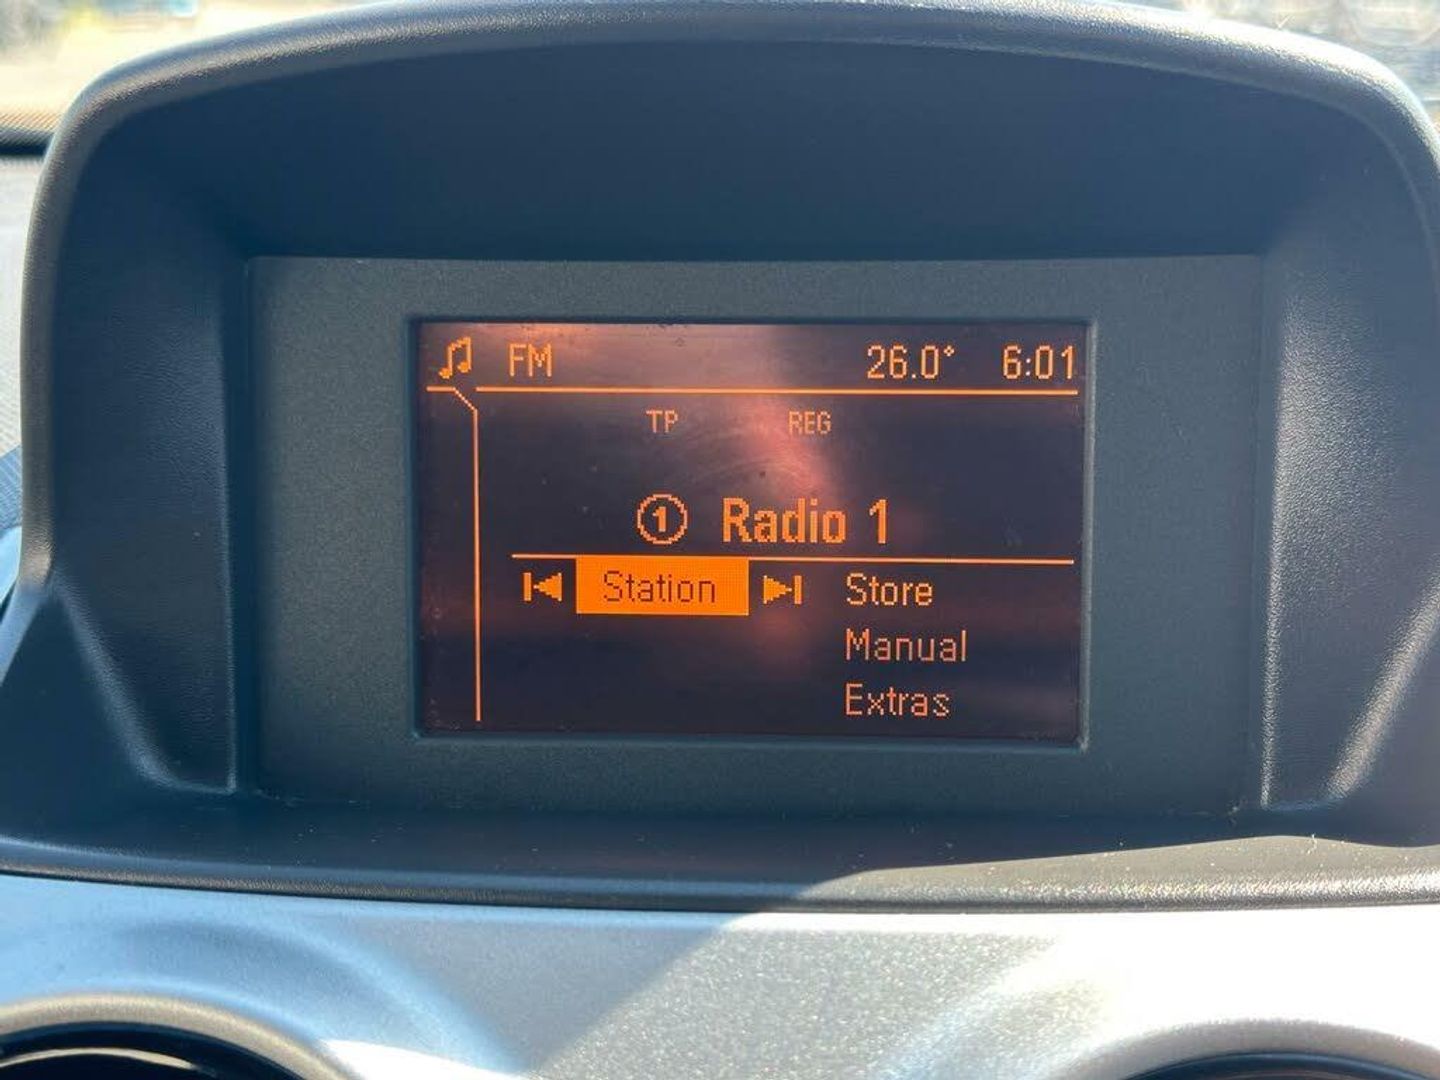 FM 26.0° 6:01
TP REG
1 Radio 1
Station Store
Manual
Extras